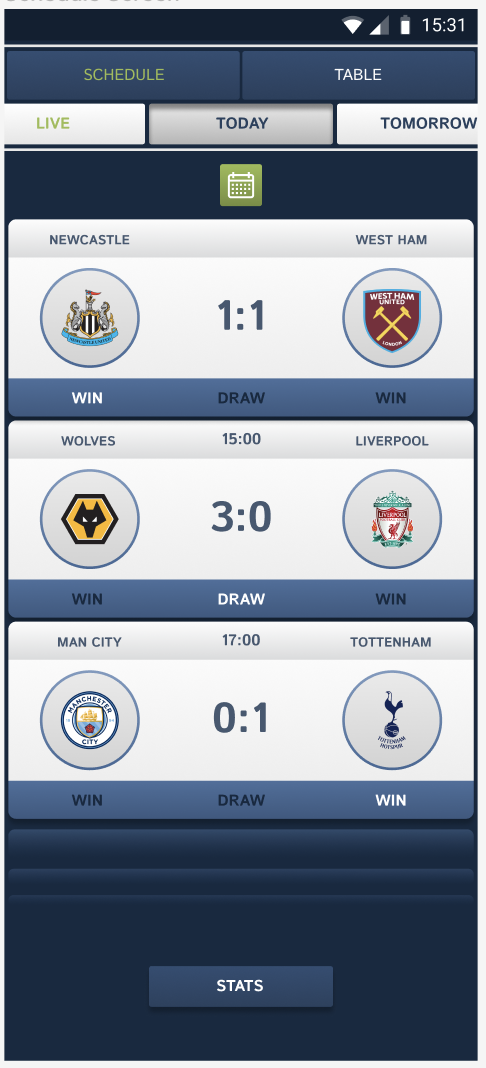 15:31
SCHEDULE TABLE
LIVE TODAY TOMORROW
NEWCASTLE WEST HAM
NEWCASTLE UNITED
1:1
WEST HAM
UNITED
LONDON
WIN DRAW WIN
WOLVES 15:00 LIVERPOOL
3:0
LIVERPOOL
FOOTBALL CLUB
WIN DRAW WIN
MAN CITY 17:00 TOTTENHAM
MANCHESTER
CITY
0:1
TOTTENHAM
HOTSPUR
WIN DRAW WIN
STATS